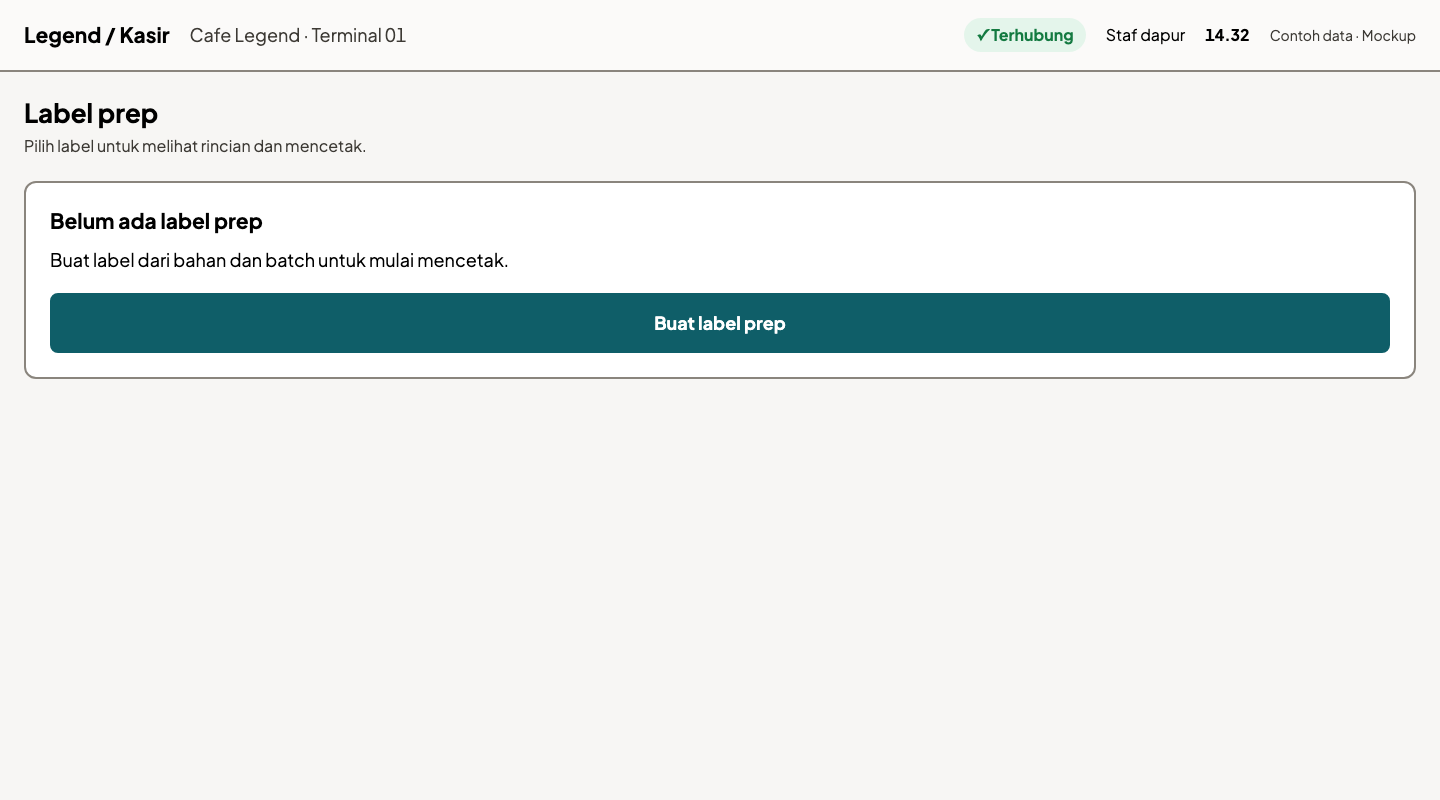 Legend / Kasir Cafe Legend · Terminal 01 ✓Terhubung Staf dapur 14.32 Contoh data · Mockup
Label prep
Pilih label untuk melihat rincian dan mencetak.
Belum ada label prep
Buat label dari bahan dan batch untuk mulai mencetak.
Buat label prep